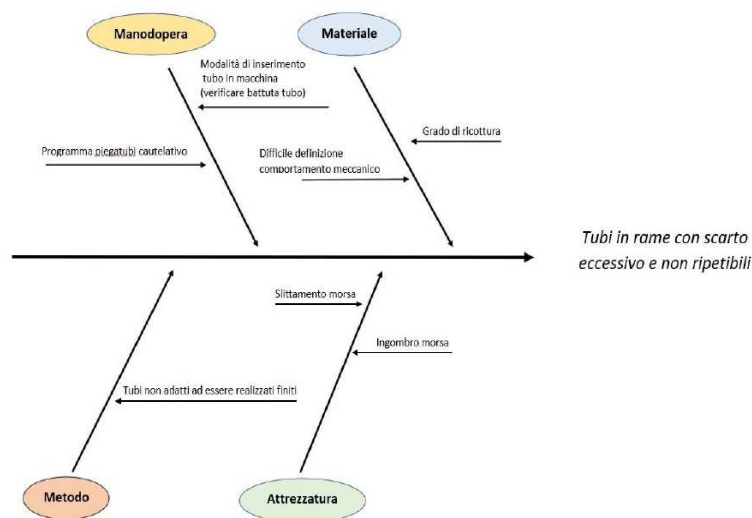 Manodopera
Materiale
Modalità di inserimento
tubo in macchina
(verificare battuta tubo)
Grado di ricottura
Programma piegatubi cautelativo
Difficile definizione
comportamento meccanico
Tubi in rame con scarto
eccessivo e non ripetibili
Slittamento morsa
Ingombro morsa
Tubi non adatti ad essere realizzati finiti
Metodo
Attrezzatura